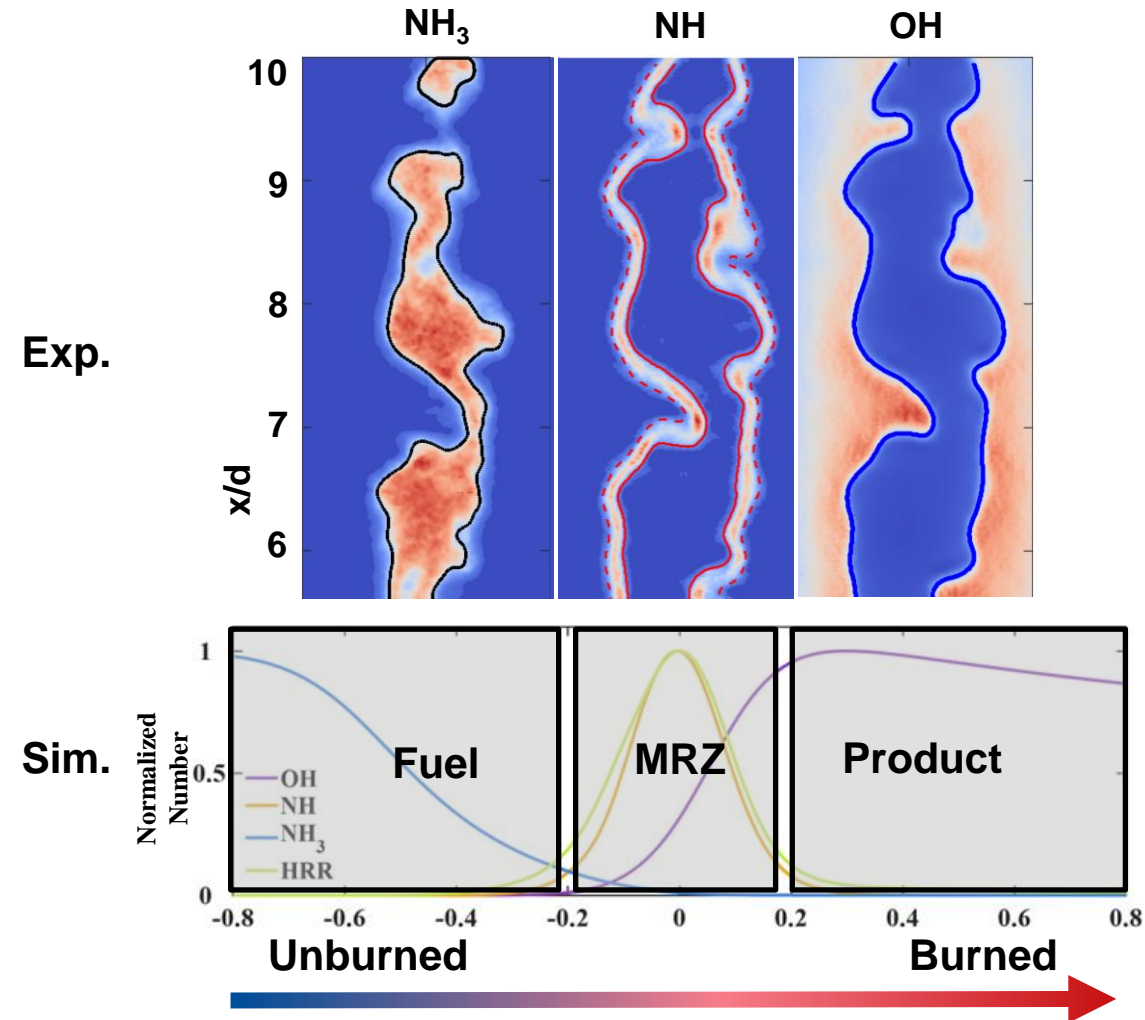 NH₃ NH OH
Exp.
x/d
10
9
8
7
6
Sim.
Normalized
Number
1
0.5
0
OH
NH
NH₃
HRR
Fuel MRZ Product
-0.8 -0.6 -0.4 -0.2 0 0.2 0.4 0.6 0.8
Unburned Burned